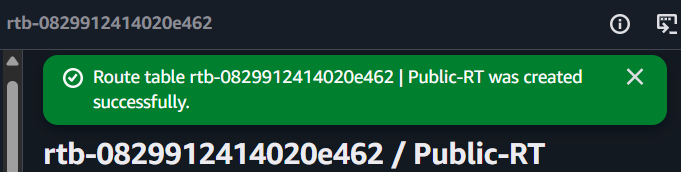 rtb-0829912414020e462
Route table rtb-0829912414020e462 | Public-RT was created
successfully.
rtb-0829912414020e462 / Public-RT